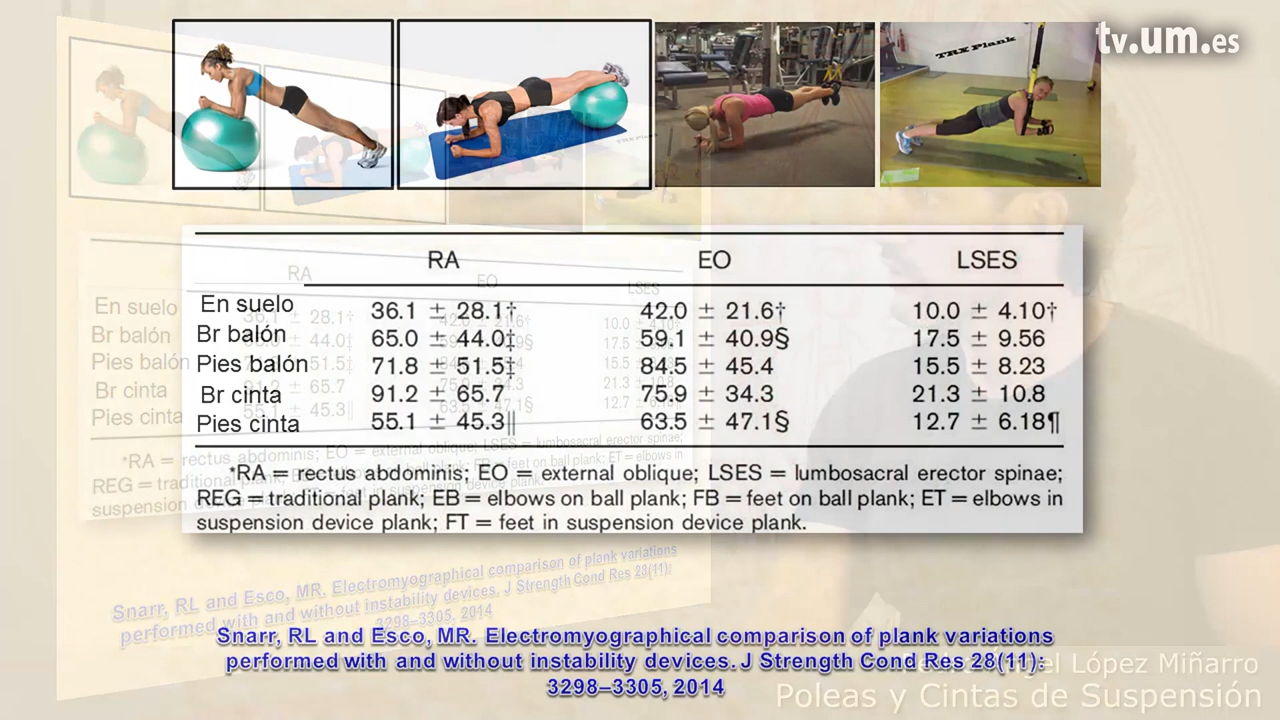 tv.um.es
TRX Plank
RA EO LSES
En suelo 36.1 ± 28.1† 42.0 ± 21.6† 10.0 ± 4.10†
Br balón 65.0 ± 44.0‡ 59.1 ± 40.9§ 17.5 ± 9.56
Pies balón 71.8 ± 51.5‡ 84.5 ± 45.4 15.5 ± 8.23
Br cinta 91.2 ± 65.7 75.9 ± 34.3 21.3 ± 10.8
Pies cinta 55.1 ± 45.3|| 63.5 ± 47.1§ 12.7 ± 6.18¶
*RA = rectus abdominis; EO = external oblique; LSES = lumbosacral erector spinae;
REG = traditional plank; EB = elbows on ball plank; FB = feet on ball plank; ET = elbows in
suspension device plank; FT = feet in suspension device plank.
Snarr, RL and Esco, MR. Electromyographical comparison of plank variations
performed with and without instability devices. J Strength Cond Res 28(11):
3298–3305, 2014
López Miñarro
Poleas y Cintas de Suspensión